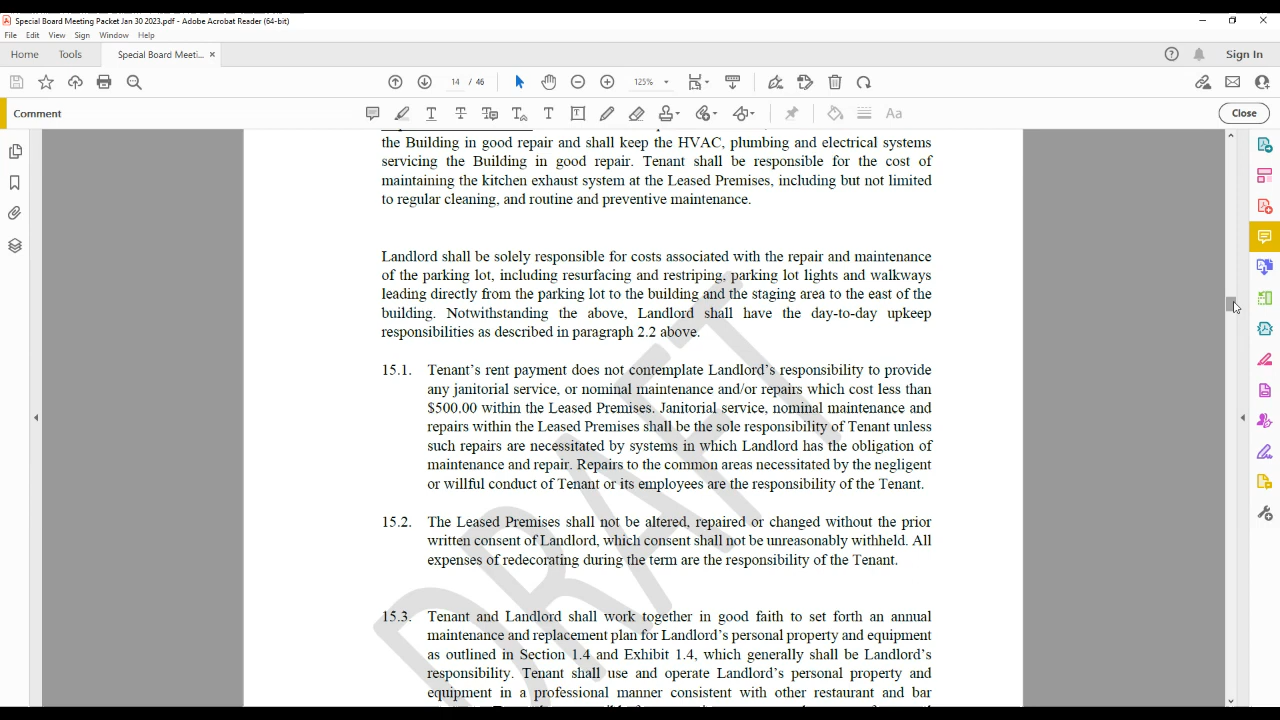 Special Board Meeting Packet Jan 30 2023.pdf - Adobe Acrobat Reader (64-bit)
File Edit View Sign Window Help
Home Tools Special Board Meeti... × Sign In
14 / 46 125%
Comment Aa Close
the Building in good repair and shall keep the HVAC, plumbing and electrical systems
servicing the Building in good repair. Tenant shall be responsible for the cost of
maintaining the kitchen exhaust system at the Leased Premises, including but not limited
to regular cleaning, and routine and preventive maintenance.
Landlord shall be solely responsible for costs associated with the repair and maintenance
of the parking lot, including resurfacing and restriping, parking lot lights and walkways
leading directly from the parking lot to the building and the staging area to the east of the
building. Notwithstanding the above, Landlord shall have the day-to-day upkeep
responsibilities as described in paragraph 2.2 above.
15.1. Tenant's rent payment does not contemplate Landlord's responsibility to provide
any janitorial service, or nominal maintenance and/or repairs which cost less than
$500.00 within the Leased Premises. Janitorial service, nominal maintenance and
repairs within the Leased Premises shall be the sole responsibility of Tenant unless
such repairs are necessitated by systems in which Landlord has the obligation of
maintenance and repair. Repairs to the common areas necessitated by the negligent
or willful conduct of Tenant or its employees are the responsibility of the Tenant.
15.2. The Leased Premises shall not be altered, repaired or changed without the prior
written consent of Landlord, which consent shall not be unreasonably withheld. All
expenses of redecorating during the term are the responsibility of the Tenant.
15.3. Tenant and Landlord shall work together in good faith to set forth an annual
maintenance and replacement plan for Landlord's personal property and equipment
as outlined in Section 1.4 and Exhibit 1.4, which generally shall be Landlord's
responsibility. Tenant shall use and operate Landlord's personal property and
equipment in a professional manner consistent with other restaurant and bar
DRAFT